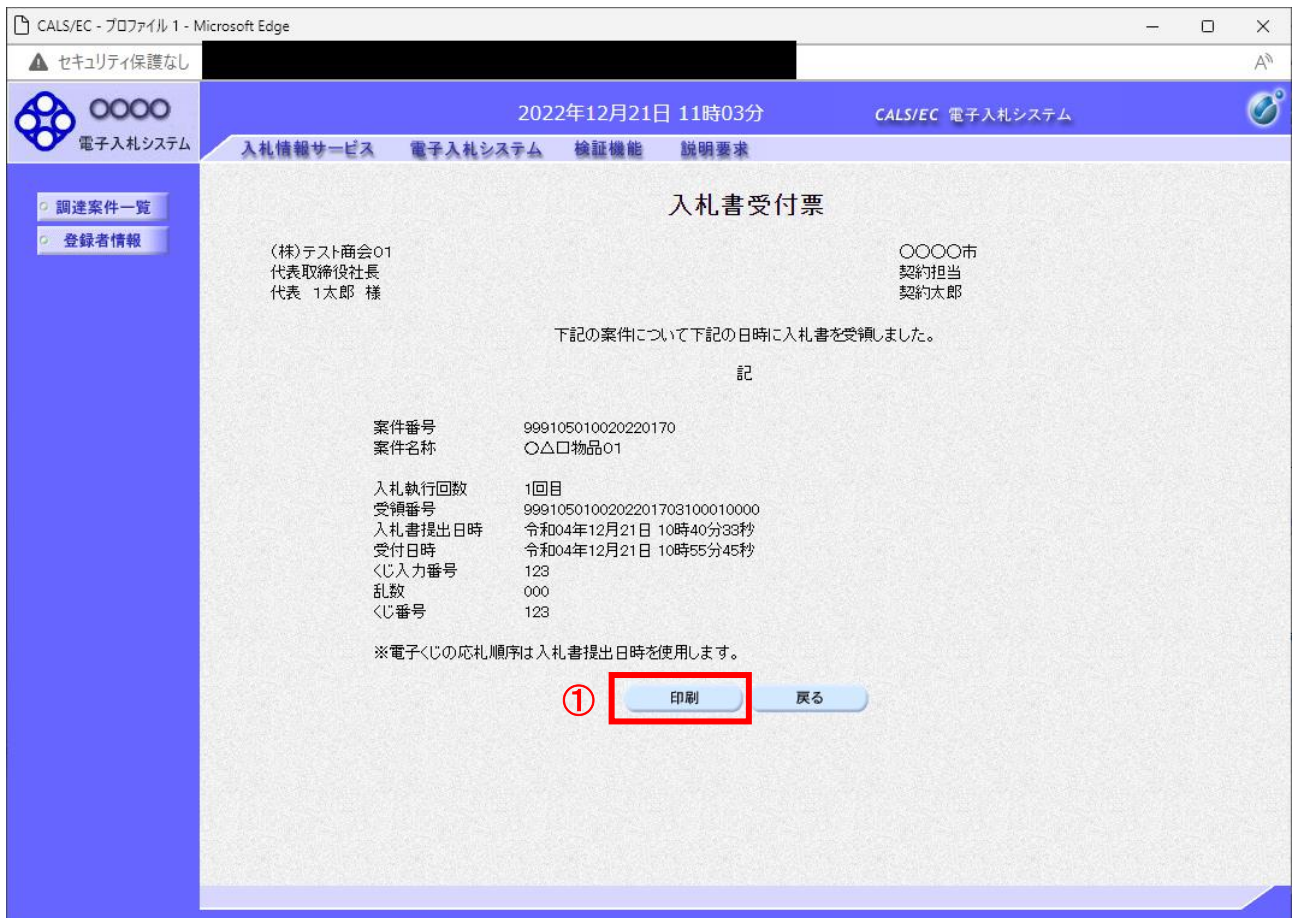 CALS/EC - プロファイル 1 - Microsoft Edge
セキュリティ保護なし
〇〇〇〇
電子入札システム
2022年12月21日 11時03分
CALS/EC 電子入札システム
入札情報サービス 電子入札システム 検証機能 説明要求
調達案件一覧
登録者情報
入札書受付票
(株)テスト商会01
代表取締役社長
代表 1太郎 様
〇〇〇〇市
契約担当
契約太郎
下記の案件について下記の日時に入札書を受領しました。
記
案件番号 999105010020220170
案件名称 〇△口物品01
入札執行回数 1回目
受領番号 9991050100202201703100010000
入札書提出日時 令和04年12月21日 10時40分33秒
受付日時 令和04年12月21日 10時55分45秒
くじ入力番号 123
乱数 000
くじ番号 123
※電子くじの応札順序は入札書提出日時を使用します。
① 印刷 戻る